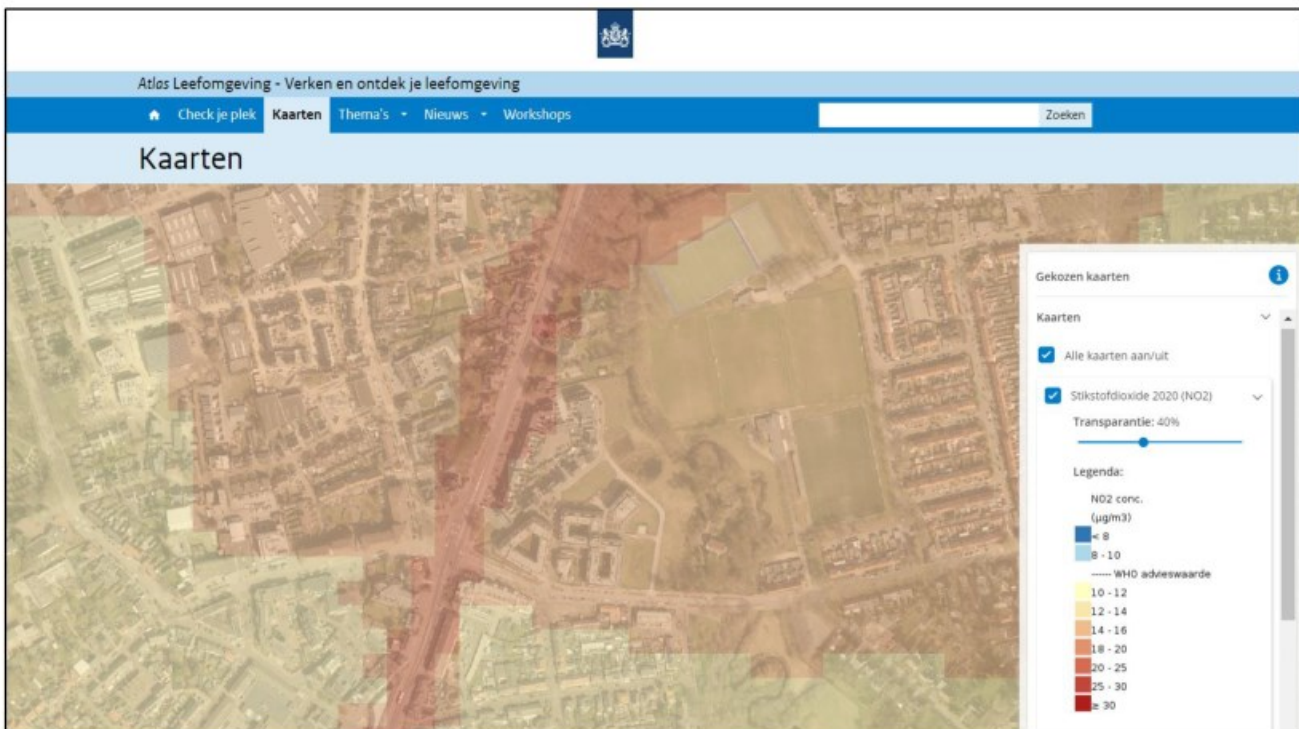 Atlas Leefomgeving - Verken en ontdek je leefomgeving
Check je plek Kaarten Thema's Nieuws Workshops Zoeken
Kaarten
Gekozen kaarten
Kaarten
Alle kaarten aan/uit
Stikstofdioxide 2020 (NO2)
Transparantie: 40%
Legenda:
NO2 conc.
(µg/m3)
< 8
8 - 10
------ WHO advieswaarde
10 - 12
12 - 14
14 - 16
18 - 20
20 - 25
25 - 30
≥ 30